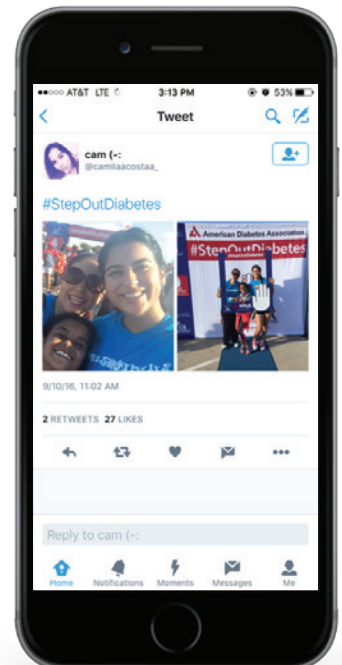 AT&T LTE 3:13 PM 53%
Tweet
cam (-:
@camilaacostaa_
#StepOutDiabetes
American Diabetes Association
#StepOutDiabetes
#StepOutDiabetes
9/10/16, 11:02 AM
2 RETWEETS 27 LIKES
Reply to cam (-:
Home Notifications Moments Messages Me